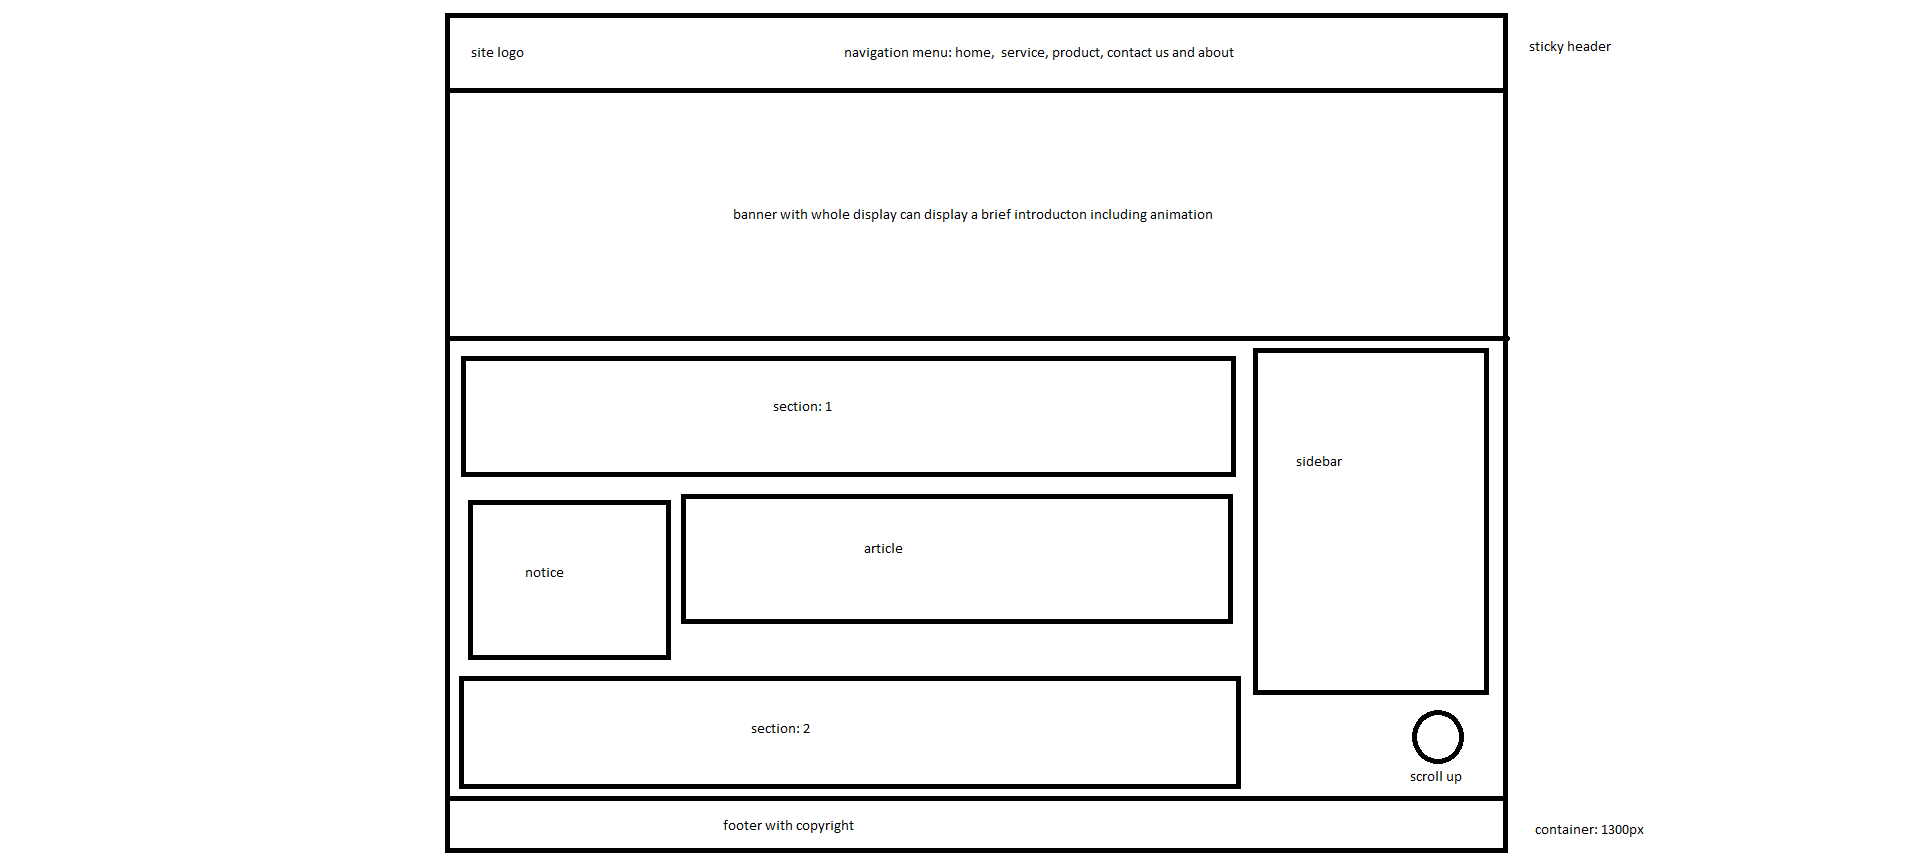 site logo
navigation menu: home,  service, product, contact us and about
sticky header
banner with whole display can display a brief introducton including animation
section: 1
sidebar
article
notice
section: 2
scroll up
footer with copyright
container: 1300px